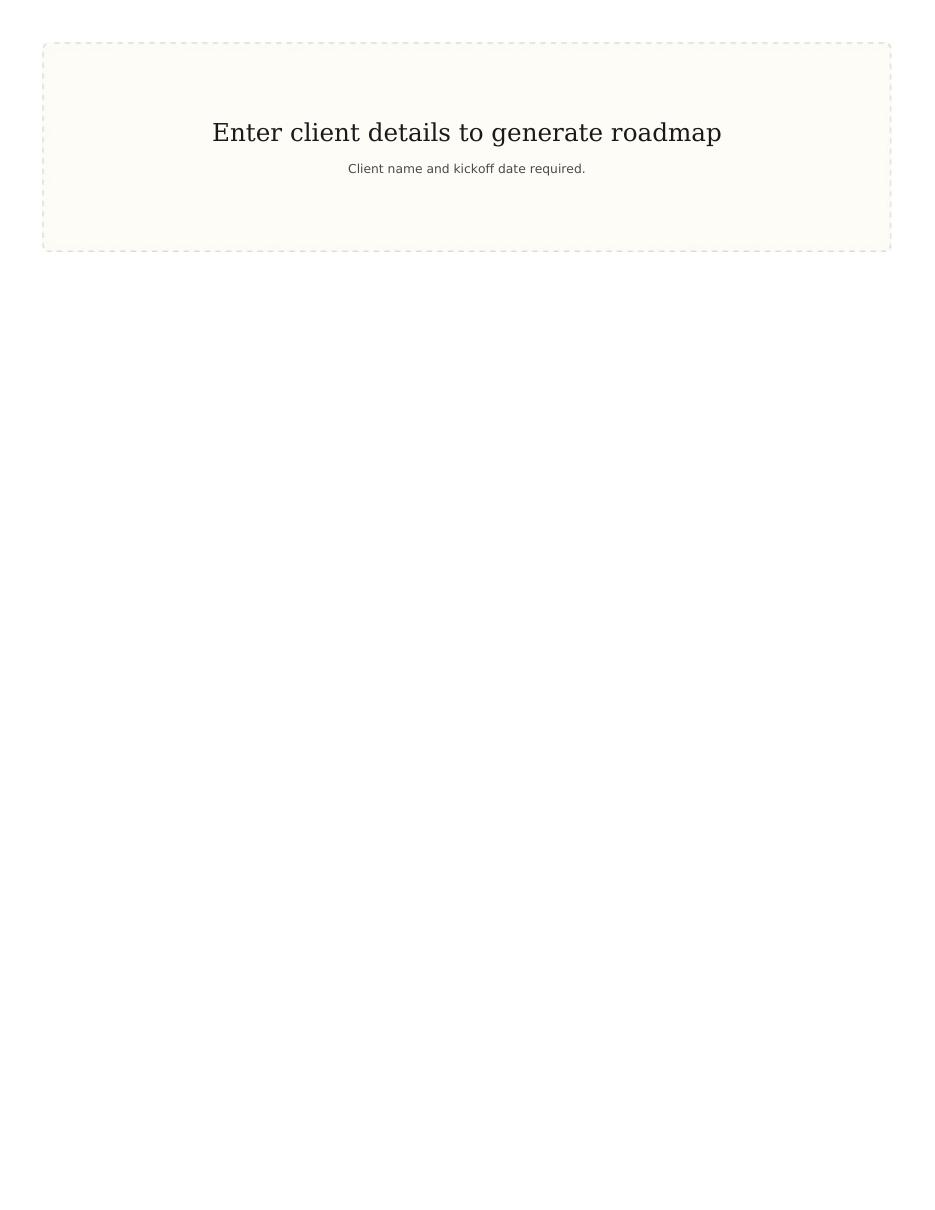 Enter client details to generate roadmap
Client name and kickoff date required.